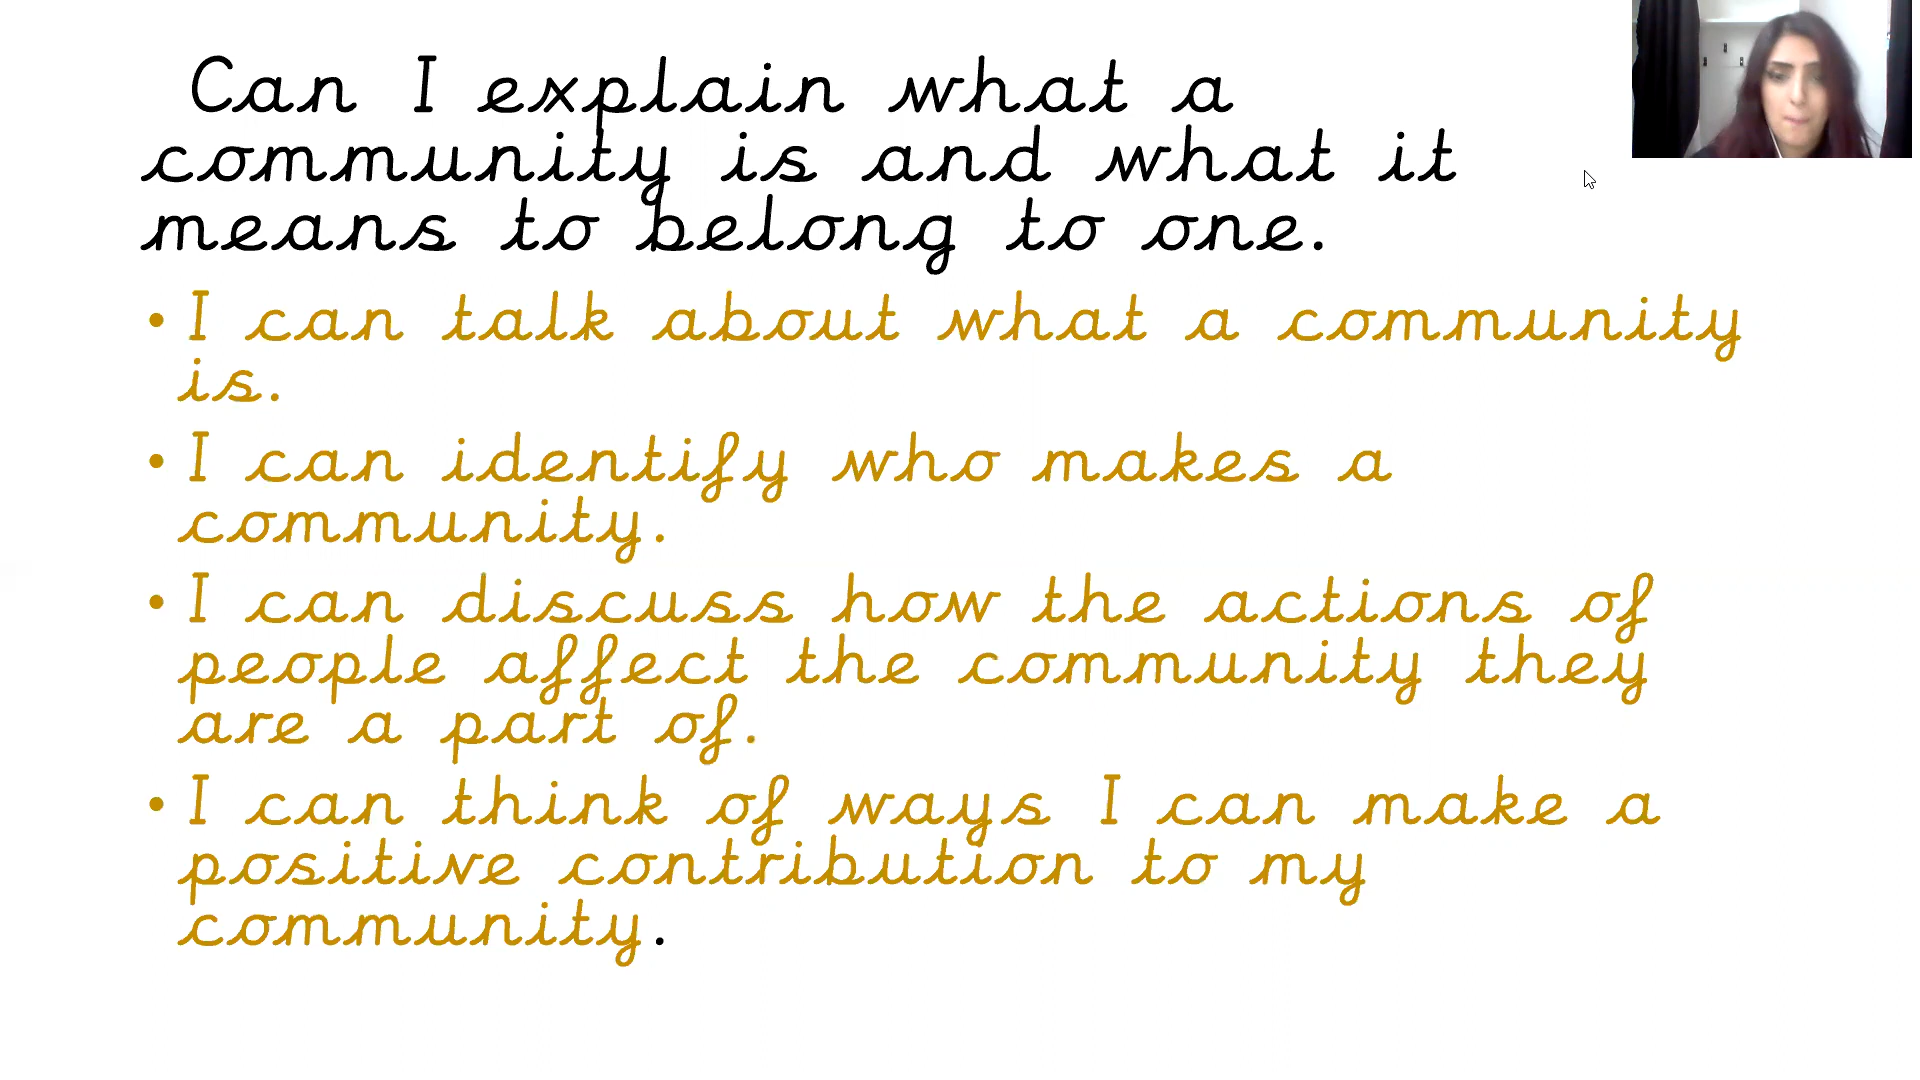 Can I explain what a
community is and what it
means to belong to one.
• I can talk about what a community
is.
• I can identify who makes a
community.
• I can discuss how the actions of
people affect the community they
are a part of.
• I can think of ways I can make a
positive contribution to my
community.